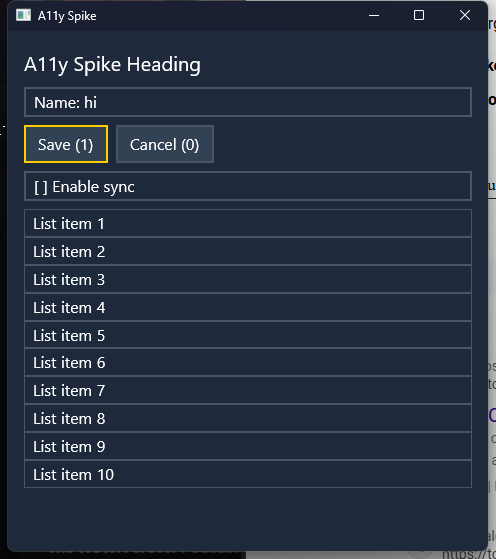 A11y Spike
A11y Spike Heading
Name: hi
Save (1) Cancel (0)
[ ] Enable sync
List item 1
List item 2
List item 3
List item 4
List item 5
List item 6
List item 7
List item 8
List item 9
List item 10